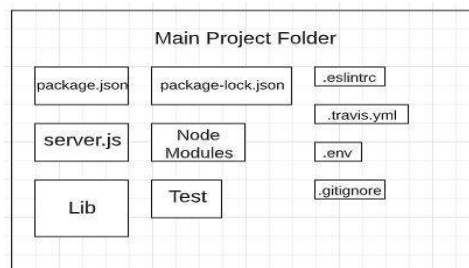 Main Project Folder
package.json
package-lock.json
.eslintrc
.travis.yml
server.js
Node
Modules
.env
Lib
Test
.gitignore